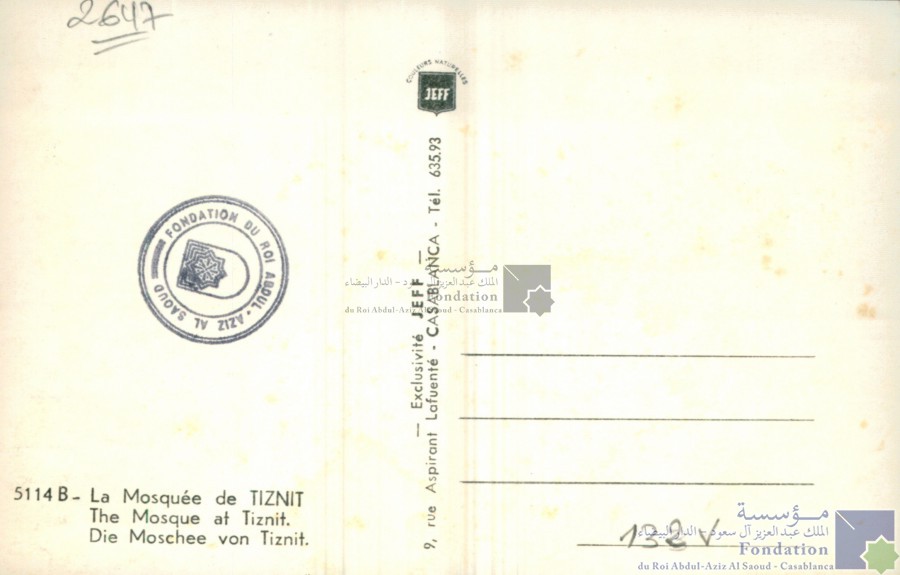 2647
COULEURS NATURELLES
JEFF
FONDATION DU ROI ABDUL-AZIZ AL SAOUD
— Exclusivité JEFF —
9, rue Aspirant Lafuenté - CASABLANCA - Tél. 635.93
مؤسسة
الملك عبد العزيز آل سعود - الدار البيضاء
Fondation
du Roi Abdul-Aziz Al Saoud - Casablanca
5114 B - La Mosquée de TIZNIT
The Mosque at Tiznit.
Die Moschee von Tiznit.
مؤسسة
الملك عبد العزيز آل سعود - الدار البيضاء
Fondation
du Roi Abdul-Aziz Al Saoud - Casablanca